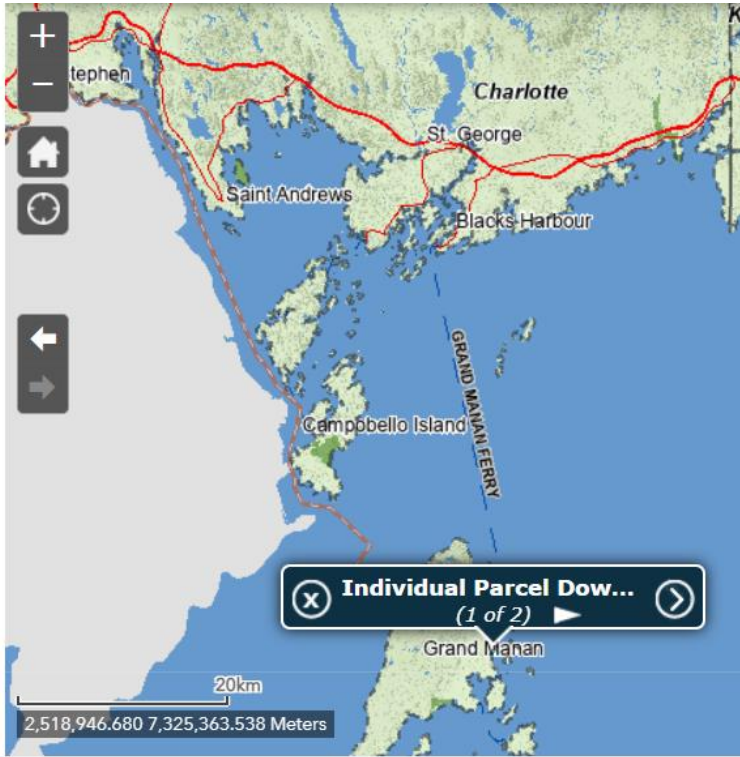 +
tephen
−
Charlotte
St. George
Saint Andrews
Blacks Harbour
GRAND MANAN FERRY
Campobello Island
x Individual Parcel Dow...
(1 of 2)
Grand Manan
20km
2,518,946.680 7,325,363.538 Meters
K